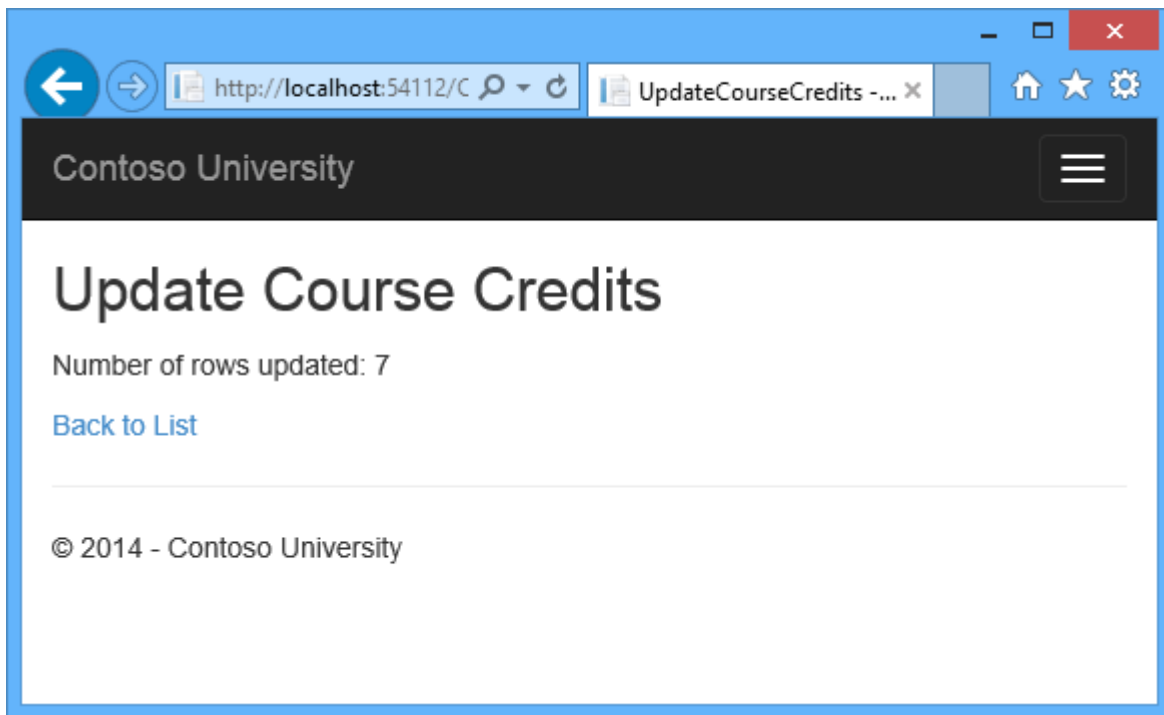 http://localhost:54112/C
UpdateCourseCredits -...
Contoso University
Update Course Credits
Number of rows updated: 7
Back to List
© 2014 - Contoso University